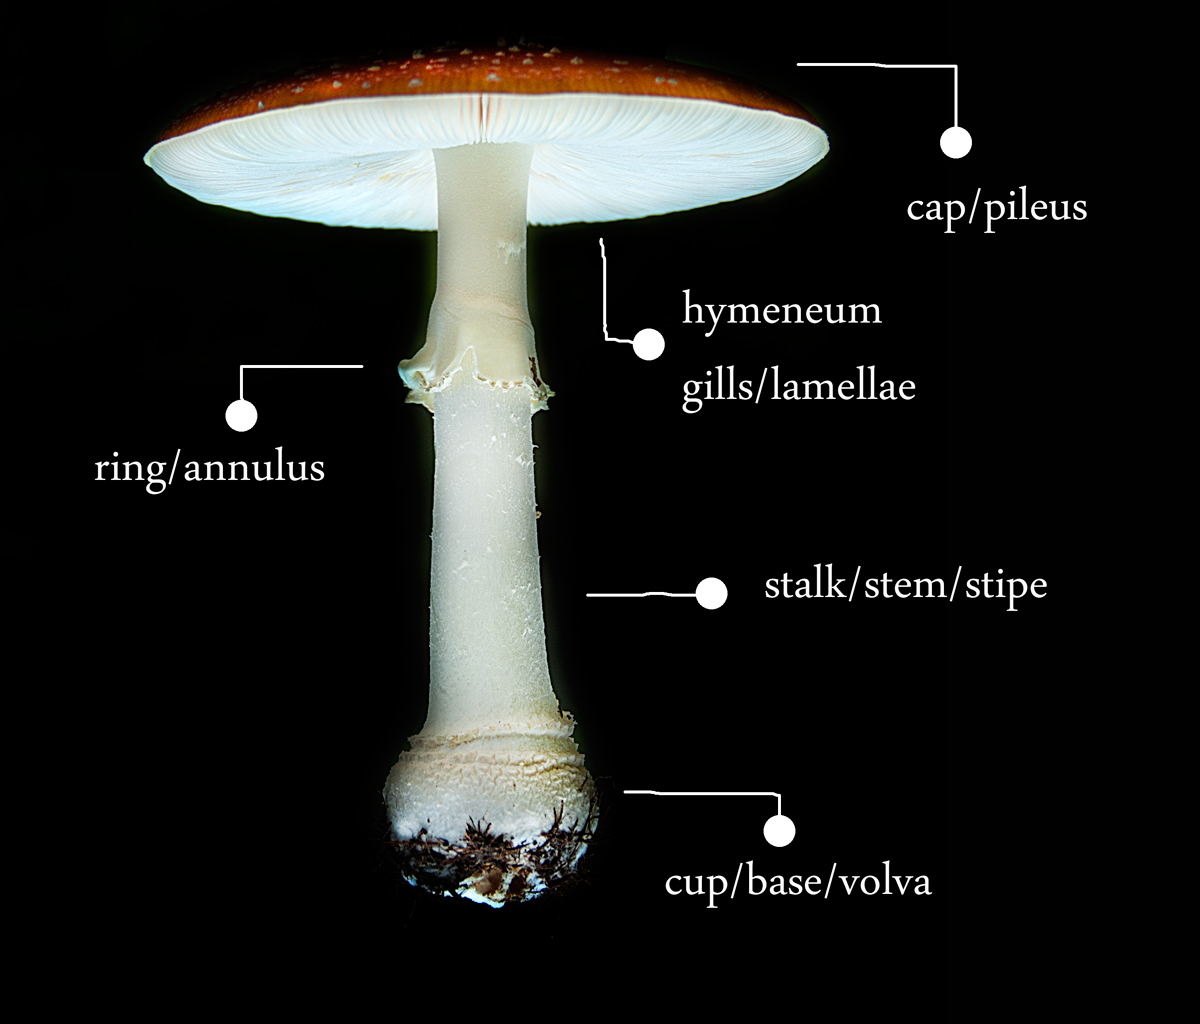 cap/pileus
hymeneum
gills/lamellae
ring/annulus
stalk/stem/stipe
cup/base/volva